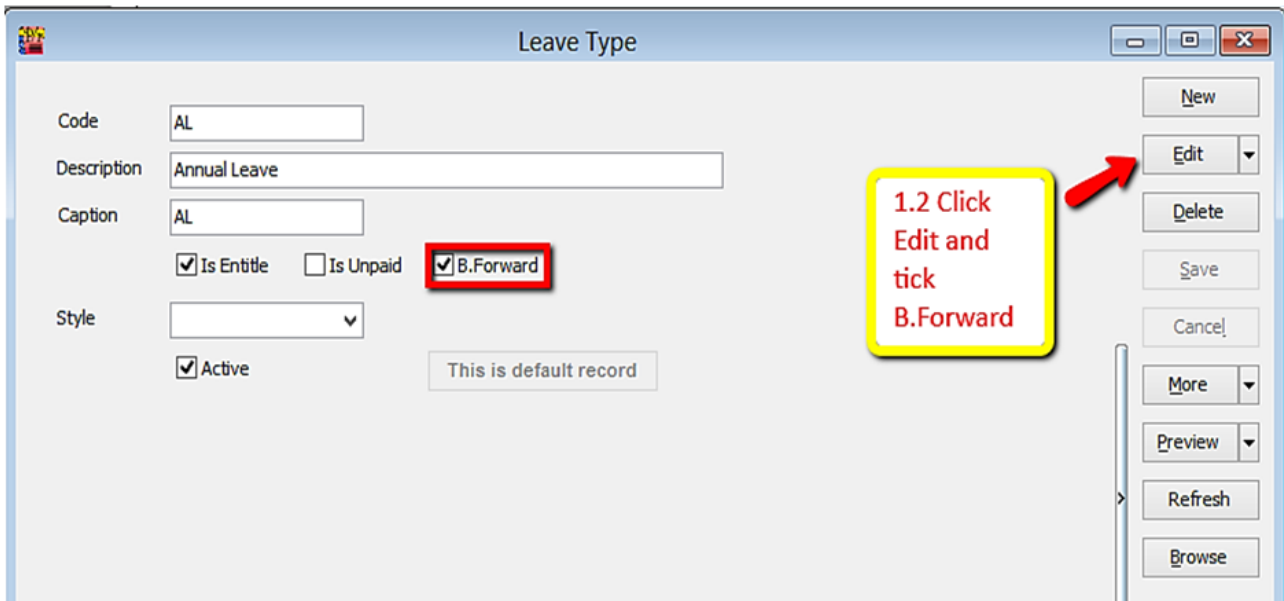 Leave Type
New
Code AL
Edit
Description Annual Leave
1.2 Click
Edit and
tick
B.Forward
Caption AL
Delete
Is Entitle Is Unpaid B.Forward
Save
Style
Cancel
Active This is default record
More
Preview
Refresh
Browse